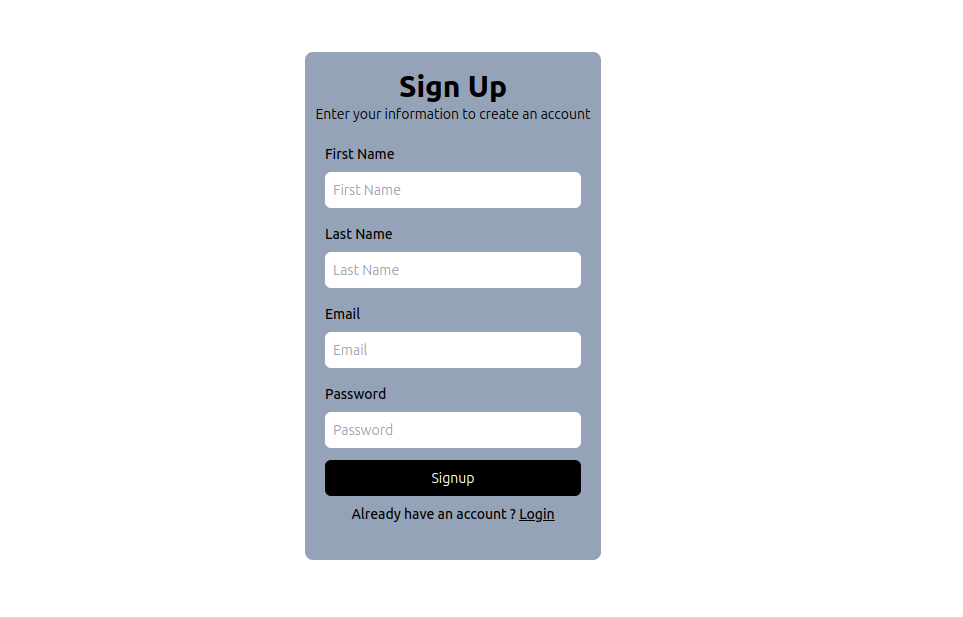 Sign Up
Enter your information to create an account
First Name
First Name
Last Name
Last Name
Email
Email
Password
Password
Signup
Already have an account ? Login